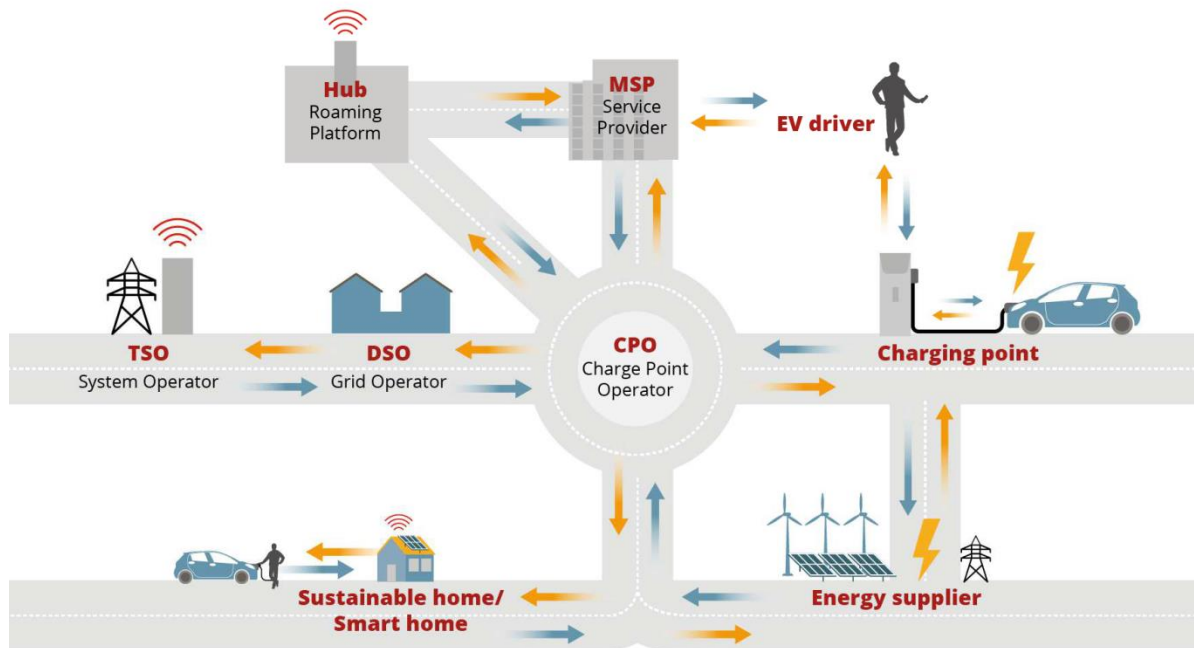 Hub
Roaming
Platform
MSP
Service
Provider
EV driver
TSO
System Operator
DSO
Grid Operator
CPO
Charge Point
Operator
Charging point
Sustainable home/
Smart home
Energy supplier